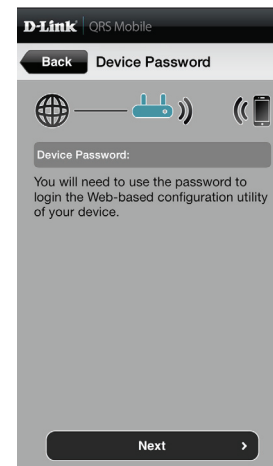 D-Link QRS Mobile
Back Device Password
Device Password:
You will need to use the password to
login the Web-based configuration utility
of your device.
Next